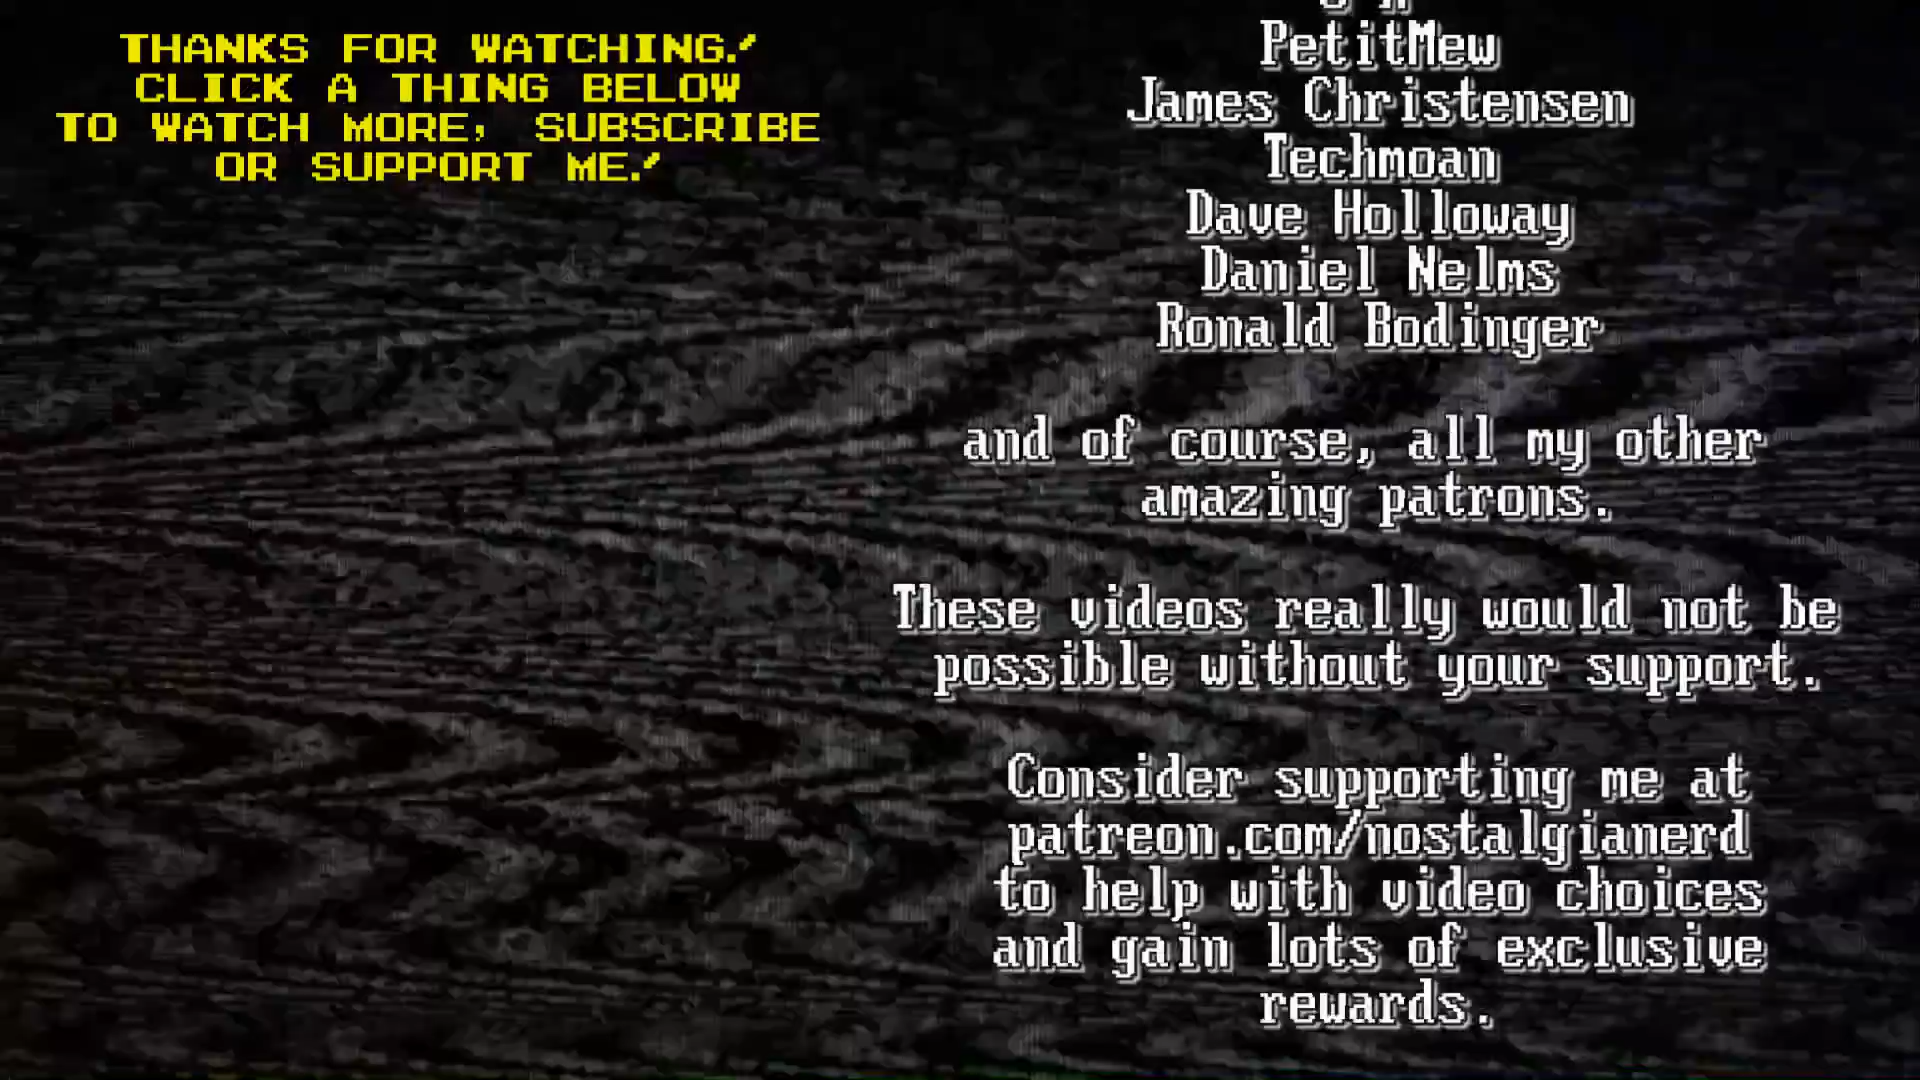 THANKS FOR WATCHING!
CLICK A THING BELOW
TO WATCH MORE, SUBSCRIBE
OR SUPPORT ME!
PetitMew
James Christensen
Techmoan
Dave Holloway
Daniel Nelms
Ronald Bodinger
and of course, all my other
amazing patrons.
These videos really would not be
possible without your support.
Consider supporting me at
patreon.com/nostalgianerd
to help with video choices
and gain lots of exclusive
rewards.